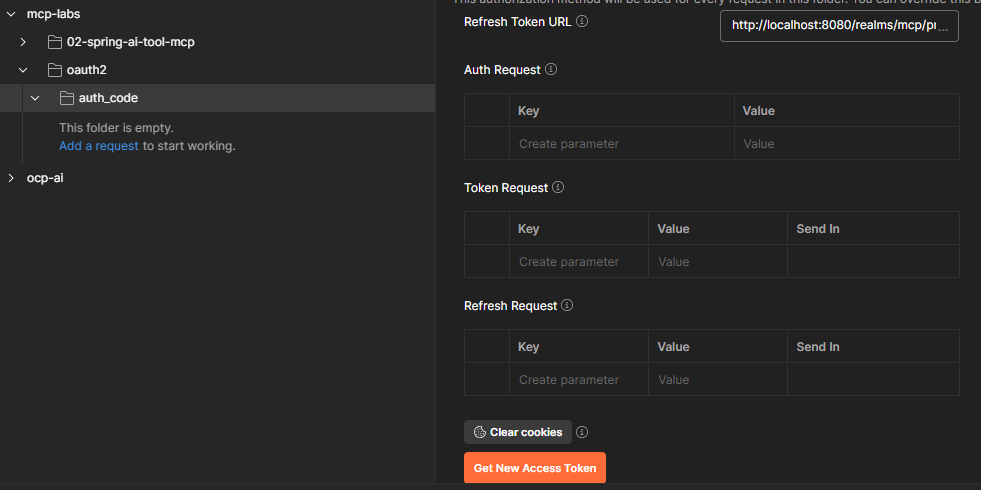 This authorization method will be used for every request in this folder. You can override this b
mcp-labs
02-spring-ai-tool-mcp
oauth2
auth_code
This folder is empty.
Add a request to start working.
ocp-ai
Refresh Token URL
http://localhost:8080/realms/mcp/pr...
Auth Request
Key Value
Create parameter Value
Token Request
Key Value Send In
Create parameter Value
Refresh Request
Key Value Send In
Create parameter Value
Clear cookies
Get New Access Token